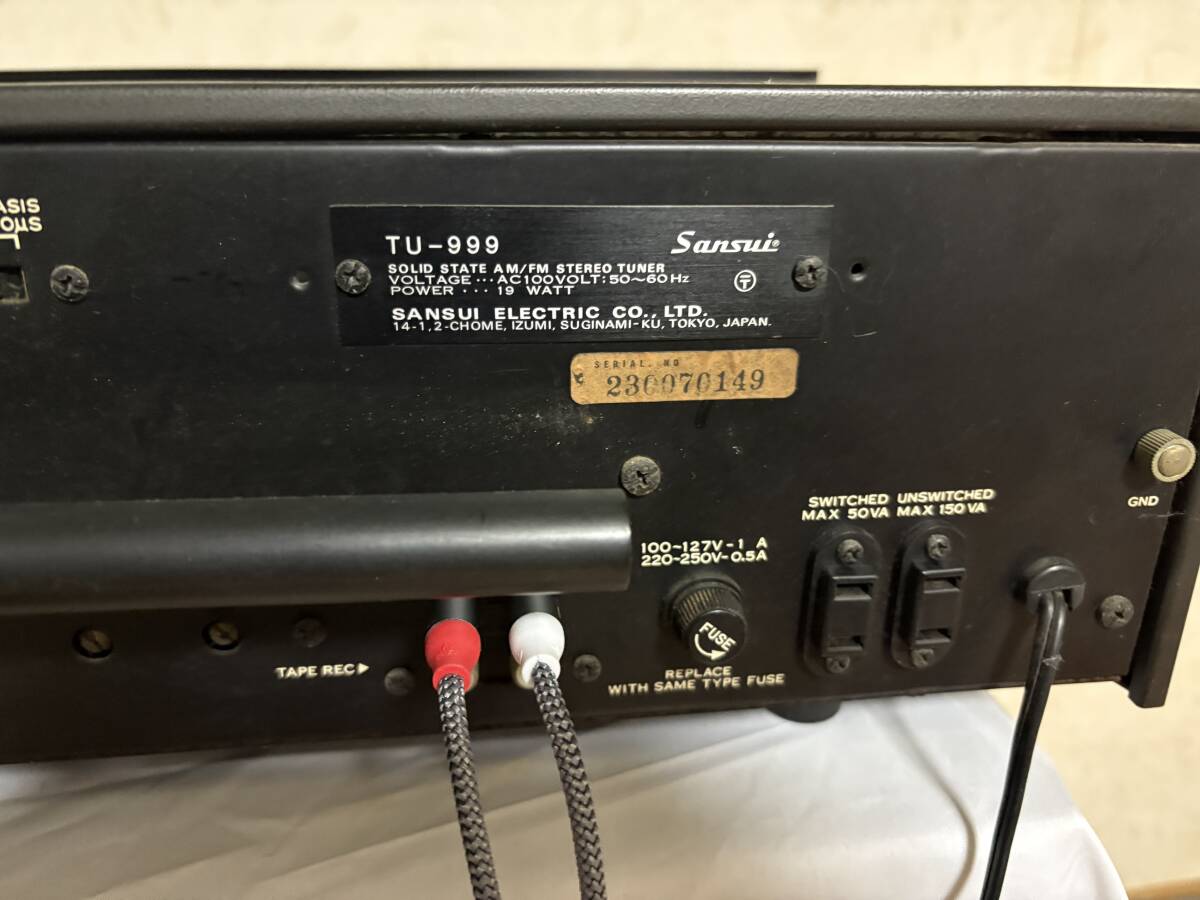 ASIS
0μS
TU-999
Sansui
SOLID STATE AM/FM STEREO TUNER
VOLTAGE ··· AC100VOLT: 50~60Hz
POWER ··· 19 WATT
SANSUI ELECTRIC CO., LTD.
14-1, 2-CHOME, IZUMI, SUGINAMI-KU, TOKYO, JAPAN.
SERIAL. NO
230070149
SWITCHED UNSWITCHED
MAX 50VA MAX 150VA
GND
100~127V-1 A
220~250V-0.5A
FUSE
TAPE REC▶
REPLACE
WITH SAME TYPE FUSE